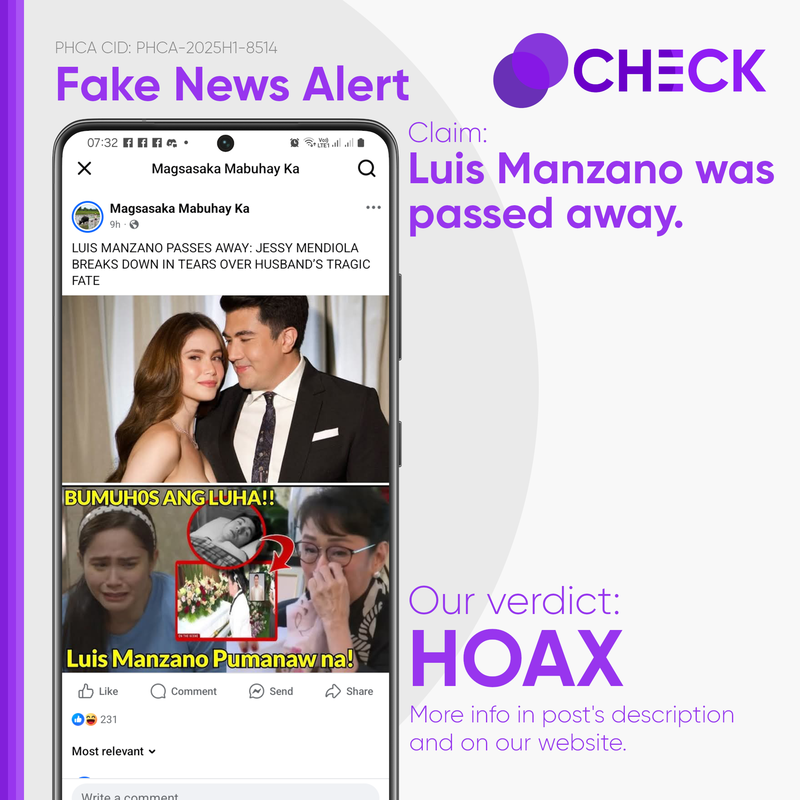 PHCA CID: PHCA-2025H1-8514
Fake News Alert
CHECK
Claim:
Luis Manzano was
passed away.
07:32
Vo))
LTE1
Magsasaka Mabuhay Ka
Magsasaka Mabuhay Ka
9h ·
LUIS MANZANO PASSES AWAY: JESSY MENDIOLA
BREAKS DOWN IN TEARS OVER HUSBAND'S TRAGIC
FATE
BUMUH0S ANG LUHA!!
Luis Manzano Pumanaw na!
Like
Comment
Send
Share
231
Most relevant
Write a comment
Our verdict:
HOAX
More info in post's description
and on our website.